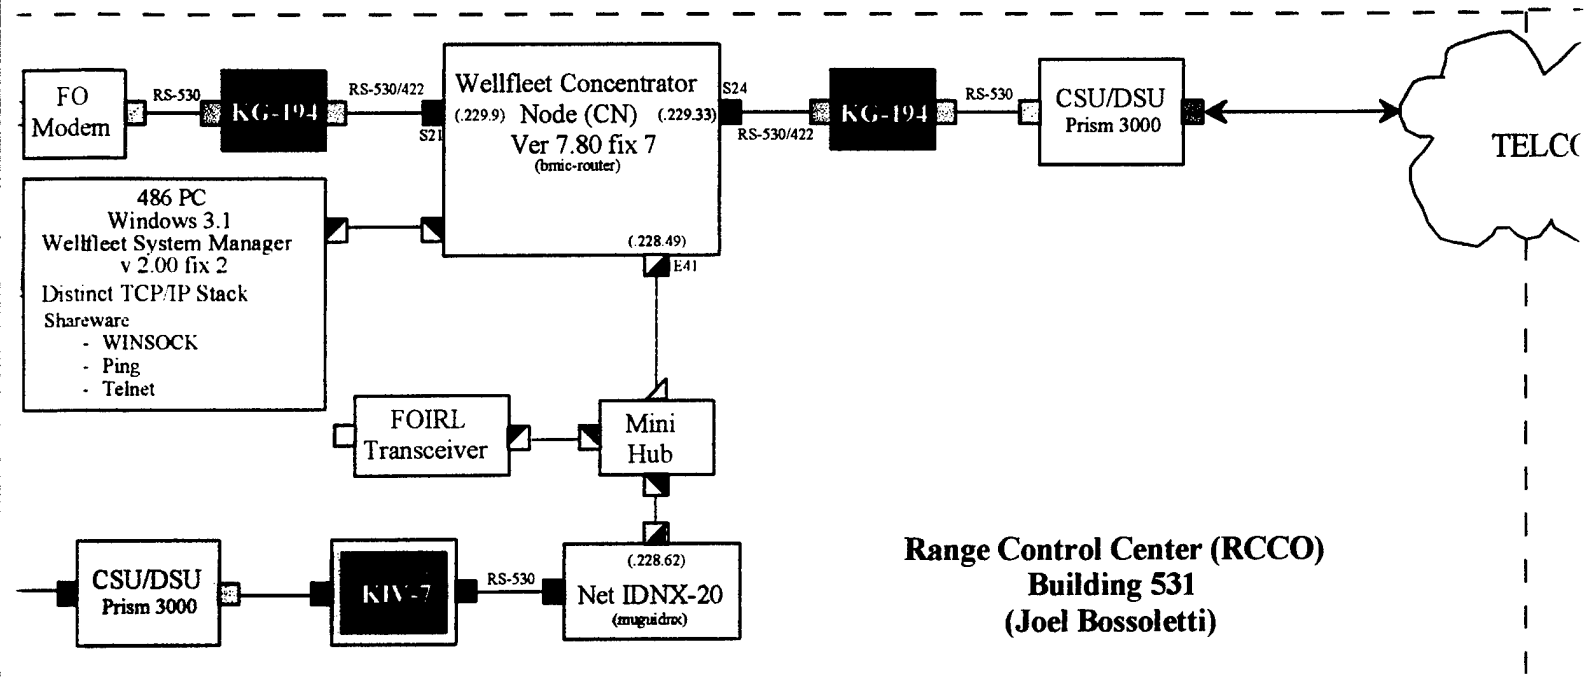 FO
Modem
RS-530
KG-194
RS-530/422
S21
Wellfleet Concentrator
(.229.9) Node (CN) (.229.33)
Ver 7.80 fix 7
(bmic-router)
(.228.49)
E41
S24
RS-530/422
KG-194
RS-530
CSU/DSU
Prism 3000
486 PC
Windows 3.1
Wellfleet System Manager
v 2.00 fix 2
Distinct TCP/IP Stack
Shareware
- WINSOCK
- Ping
- Telnet
FOIRL
Transceiver
Mini
Hub
CSU/DSU
Prism 3000
KIV-7
RS-530
(.228.62)
Net IDNX-20
(muguidnx)
Range Control Center (RCCO)
Building 531
(Joel Bossoletti)